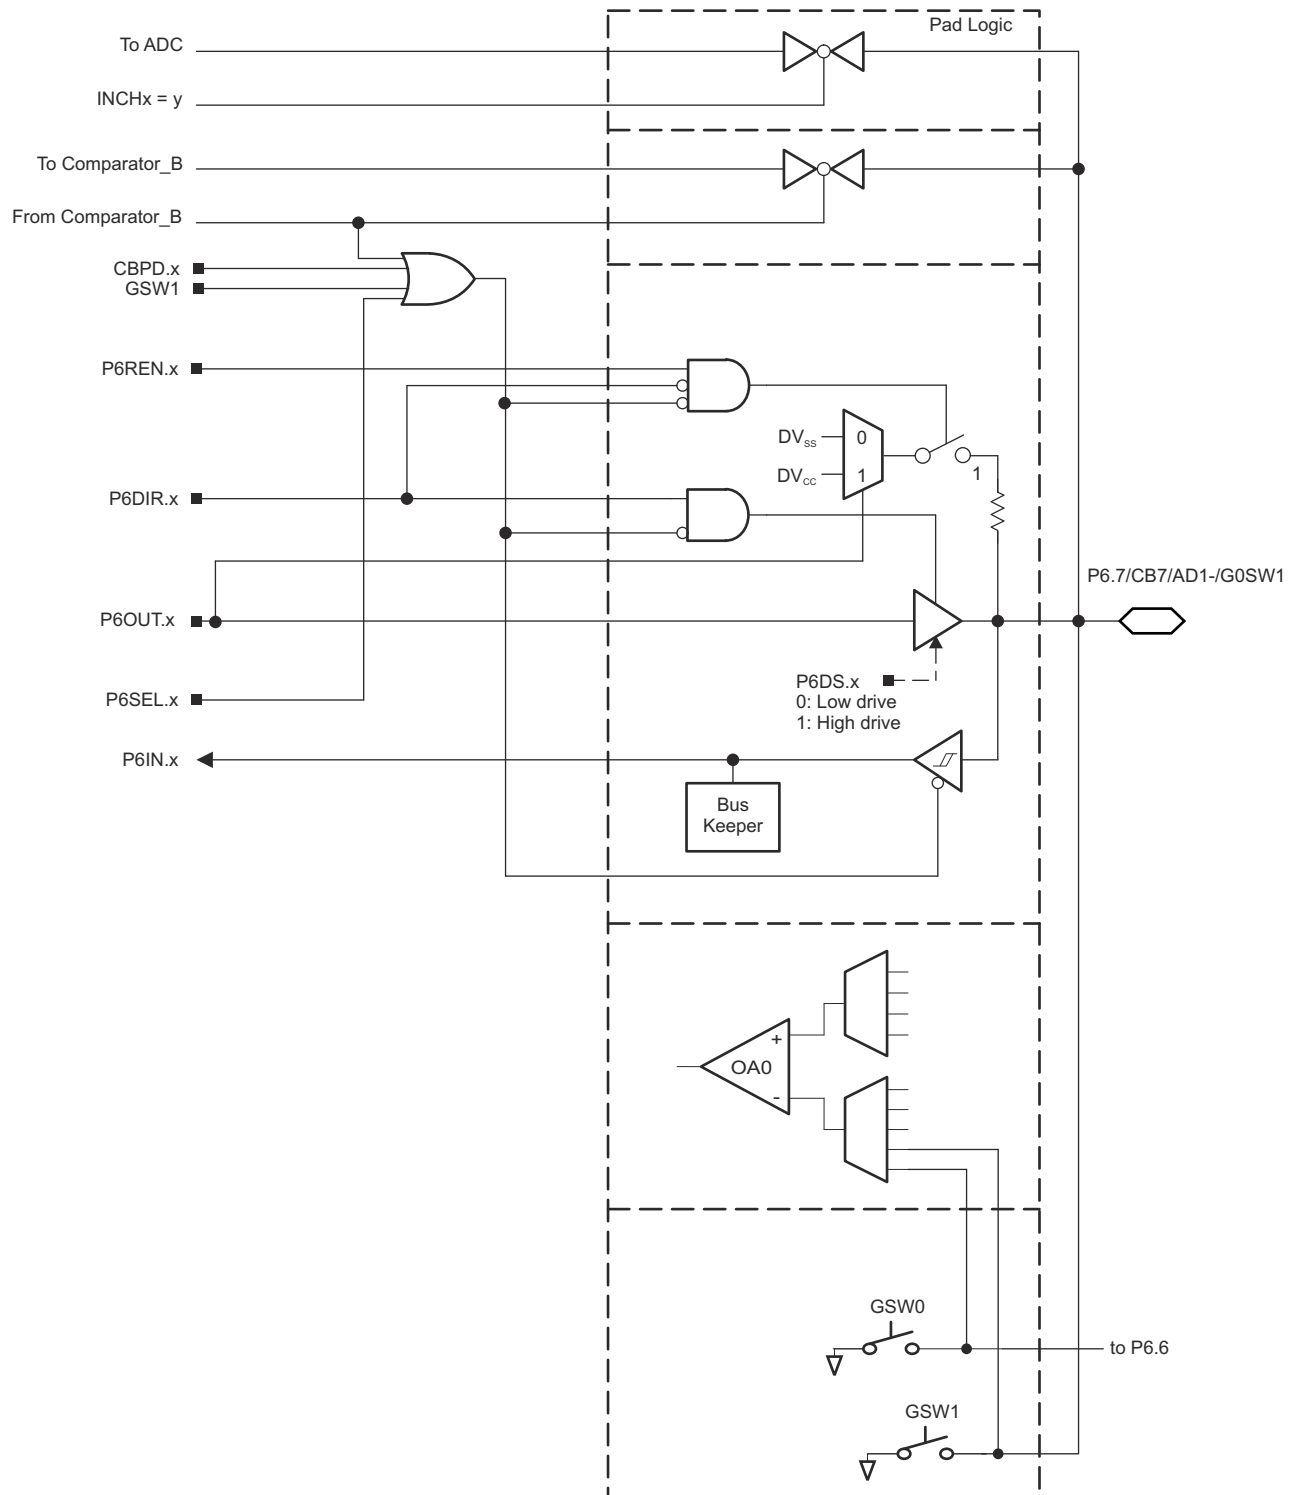 Pad Logic
To ADC
INCHx = y
To Comparator_B
From Comparator_B
CBPD.x
GSW1
P6REN.x
DVSS
0
DVCC
1
1
P6DIR.x
P6.7/CB7/AD1-/G0SW1
P6OUT.x
P6DS.x
0: Low drive
1: High drive
P6SEL.x
P6IN.x
Bus
Keeper
+
OA0
-
GSW0
to P6.6
GSW1